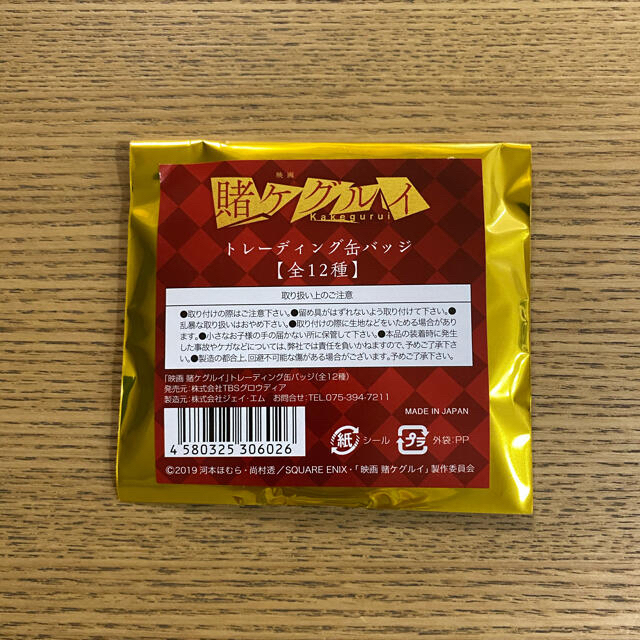 映画
賭ケグルイ
Kakegurui
トレーディング缶バッジ
【全12種】
取り扱い上のご注意
●取り付けの際はご注意下さい。●留め具がはずれないよう取り付けて下さい。●
乱暴な取り扱いはおやめ下さい。●取り付けの際に生地などをいためる場合があり
ます。●小さなお子様の手の届かない所に保管して下さい。●本品の装着時に発生し
た事故やケガなどについては、弊社では責任を負いかねますので、予めご了承下さ
い。●製造の都合上、回避不可能な傷がある場合がございます。予めご了承下さい。
「映画 賭ケグルイ」トレーディング缶バッジ(全12種)
発売元:株式会社TBSグロウディア
製造元:株式会社ジェイ・エム お問合せ:TEL.075-394-7211
MADE IN JAPAN
4 580325 306026
紙 シール
プラ 外袋:PP
©2019 河本ほむら・尚村透／SQUARE ENIX・「映画 賭ケグルイ」製作委員会